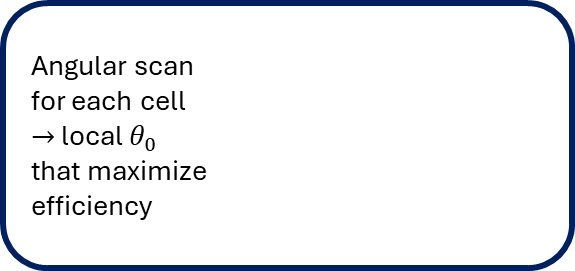 Angular scan
for each cell
→ local θ₀
that maximize
efficiency